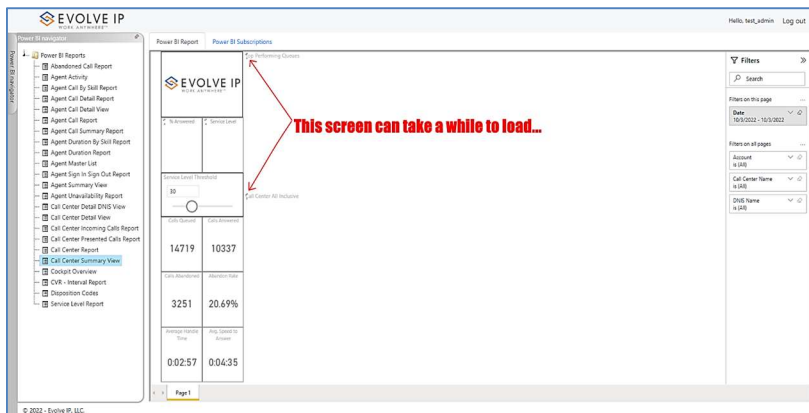 EVOLVE IP
WORK ANYWHERE
Hello, test_admin Log out
Power BI navigator
Power BI navigator
Power BI Reports
Abandoned Call Report
Agent Activity
Agent Call By Skill Report
Agent Call Detail Report
Agent Call Detail View
Agent Call Report
Agent Call Summary Report
Agent Duration By Skill Report
Agent Duration Report
Agent Master List
Agent Sign In Sign Out Report
Agent Summary View
Agent Unavailability Report
Call Center Detail DNIS View
Call Center Detail View
Call Center Incoming Calls Report
Call Center Presented Calls Report
Call Center Report
Call Center Summary View
Cockpit Overview
CVR - Interval Report
Disposition Codes
Service Level Report
Power BI Report Power BI Subscriptions
EVOLVE IP
WORK ANYWHERE
Performing Queues
% Answered Service Level
This screen can take a while to load...
Service Level Threshold
30
Call Center All Inclusive
Calls Queued Calls Answered
14719 10337
Calls Abandoned Abandon Rate
3251 20.69%
Average Handle Time
Avg. Speed to Answer
0:02:57 0:04:35
Page 1
Filters
Search
Filters on this page
Date
10/3/2022 - 10/3/2022
Filters on all pages
Account
is (All)
Call Center Name
is (All)
DNIS Name
is (All)
© 2022 - Evolve IP, LLC.